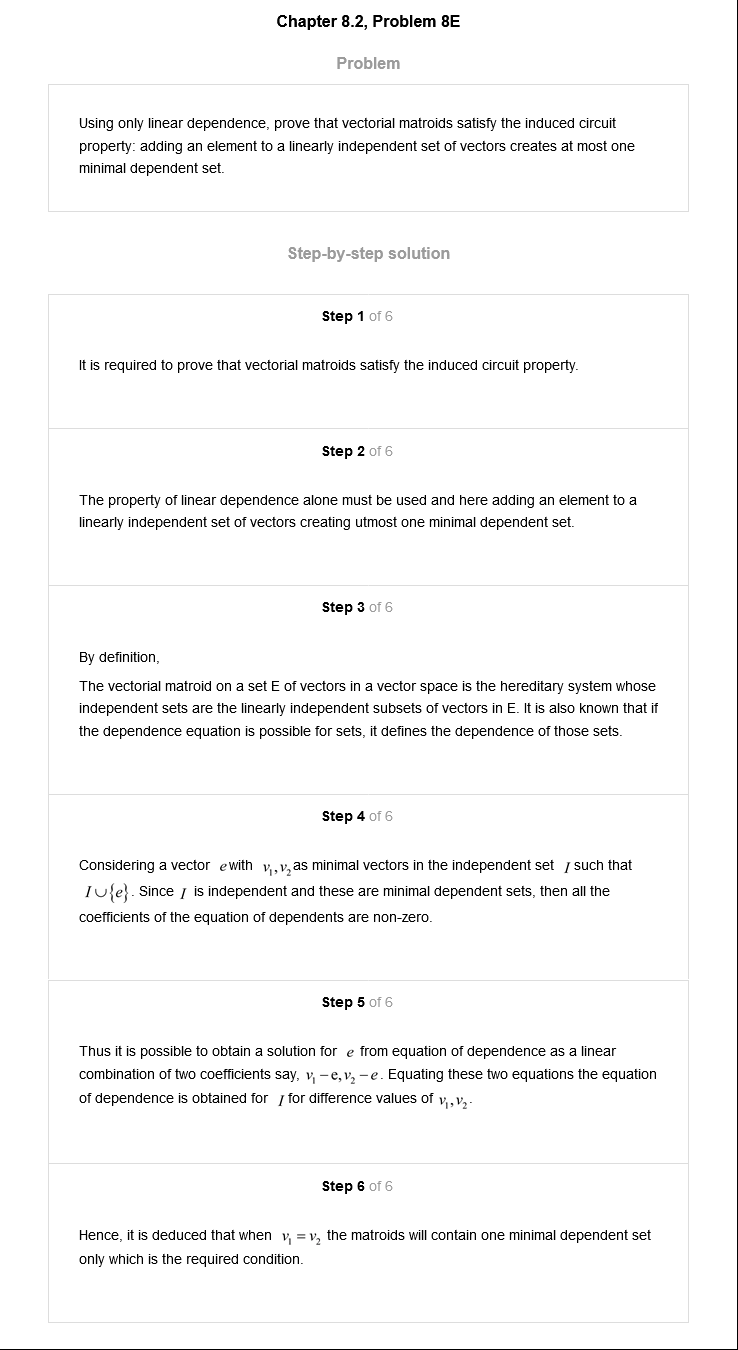 Chapter 8.2, Problem 8E
Problem
Using only linear dependence, prove that vectorial matroids satisfy the induced circuit
property: adding an element to a linearly independent set of vectors creates at most one
minimal dependent set.
Step-by-step solution
Step 1 of 6
It is required to prove that vectorial matroids satisfy the induced circuit property.
Step 2 of 6
The property of linear dependence alone must be used and here adding an element to a
linearly independent set of vectors creating utmost one minimal dependent set.
Step 3 of 6
By definition,
The vectorial matroid on a set E of vectors in a vector space is the hereditary system whose
independent sets are the linearly independent subsets of vectors in E. It is also known that if
the dependence equation is possible for sets, it defines the dependence of those sets.
Step 4 of 6
Considering a vector e with v₁, v₂ as minimal vectors in the independent set I such that
I∪{e}. Since I is independent and these are minimal dependent sets, then all the
coefficients of the equation of dependents are non-zero.
Step 5 of 6
Thus it is possible to obtain a solution for e from equation of dependence as a linear
combination of two coefficients say, v₁ − e, v₂ − e. Equating these two equations the equation
of dependence is obtained for I for difference values of v₁, v₂.
Step 6 of 6
Hence, it is deduced that when v₁ = v₂ the matroids will contain one minimal dependent set
only which is the required condition.